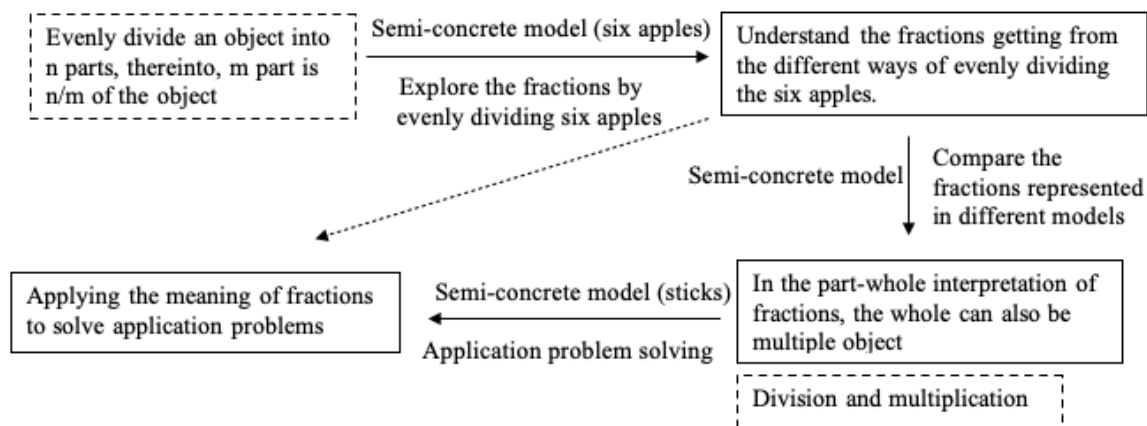 Evenly divide an object into
n parts, thereinto, m part is
n/m of the object
Semi-concrete model (six apples)
Explore the fractions by
evenly dividing six apples
Understand the fractions getting from
the different ways of evenly dividing
the six apples.
Semi-concrete model
Compare the
fractions represented
in different models
Applying the meaning of fractions
to solve application problems
Semi-concrete model (sticks)
Application problem solving
In the part-whole interpretation of
fractions, the whole can also be
multiple object
Division and multiplication